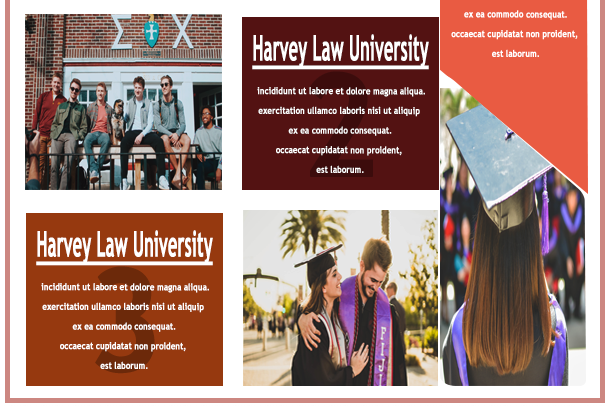 Σ Χ
Harvey Law University
2
incididunt ut labore et dolore magna aliqua.
exercitation ullamco laboris nisi ut aliquip
ex ea commodo consequat.
occaecat cupidatat non proident,
est laborum.
ex ea commodo consequat.
occaecat cupidatat non proident,
est laborum.
Harvey Law University
3
incididunt ut labore et dolore magna aliqua.
exercitation ullamco laboris nisi ut aliquip
ex ea commodo consequat.
occaecat cupidatat non proident,
est laborum.